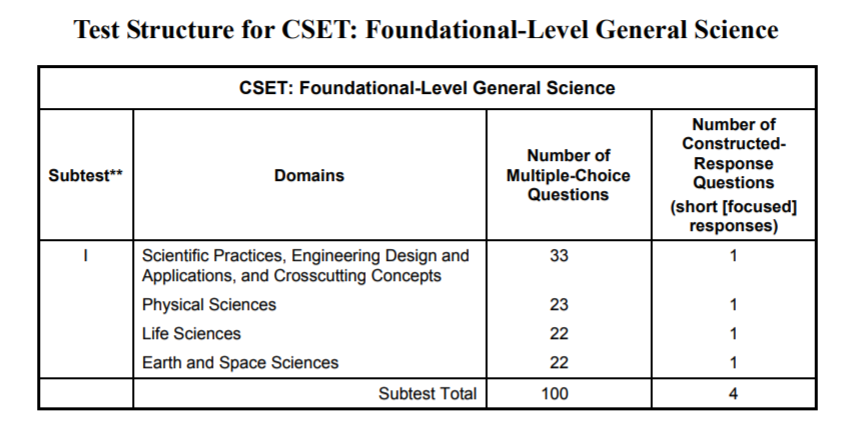 Test Structure for CSET: Foundational-Level General Science
CSET: Foundational-Level General Science
Subtest**
Domains
Number of
Multiple-Choice
Questions
Number of
Constructed-
Response
Questions
(short [focused]
responses)
I
Scientific Practices, Engineering Design and
Applications, and Crosscutting Concepts
33
1
Physical Sciences
23
1
Life Sciences
22
1
Earth and Space Sciences
22
1
Subtest Total
100
4